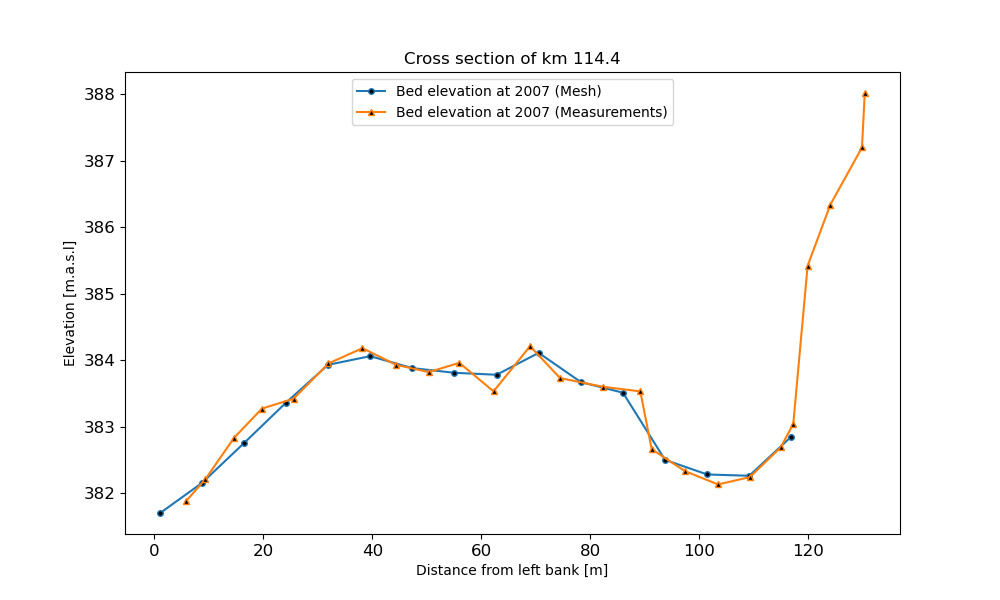 Cross section of km 114.4
Bed elevation at 2007 (Mesh)
Bed elevation at 2007 (Measurements)
388
387
386
385
384
383
382
Elevation [m.a.s.l]
0 20 40 60 80 100 120
Distance from left bank [m]